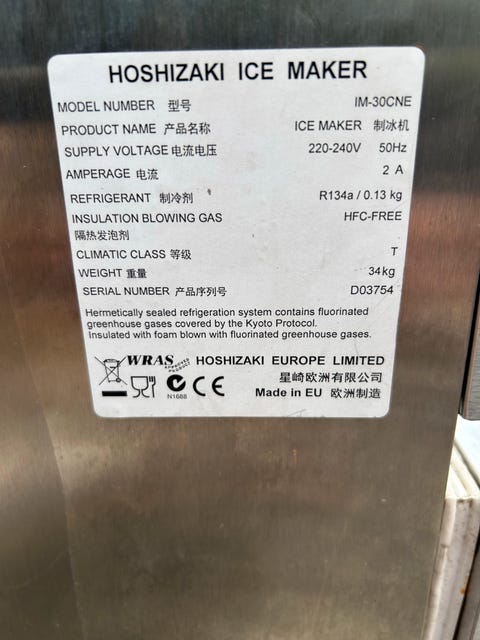 HOSHIZAKI ICE MAKER
MODEL NUMBER 型号 IM-30CNE
PRODUCT NAME 产品名称 ICE MAKER 制冰机
SUPPLY VOLTAGE 电流电压 220-240V 50Hz
AMPERAGE 电流 2 A
REFRIGERANT 制冷剂 R134a / 0.13 kg
INSULATION BLOWING GAS HFC-FREE
隔热发泡剂
CLIMATIC CLASS 等级 T
WEIGHT 重量 34kg
SERIAL NUMBER 产品序列号 D03754
Hermetically sealed refrigeration system contains fluorinated
greenhouse gases covered by the Kyoto Protocol.
Insulated with foam blown with fluorinated greenhouse gases.
WRAS APPROVED PRODUCT HOSHIZAKI EUROPE LIMITED
星崎欧洲有限公司
N1688 CE Made in EU 欧洲制造